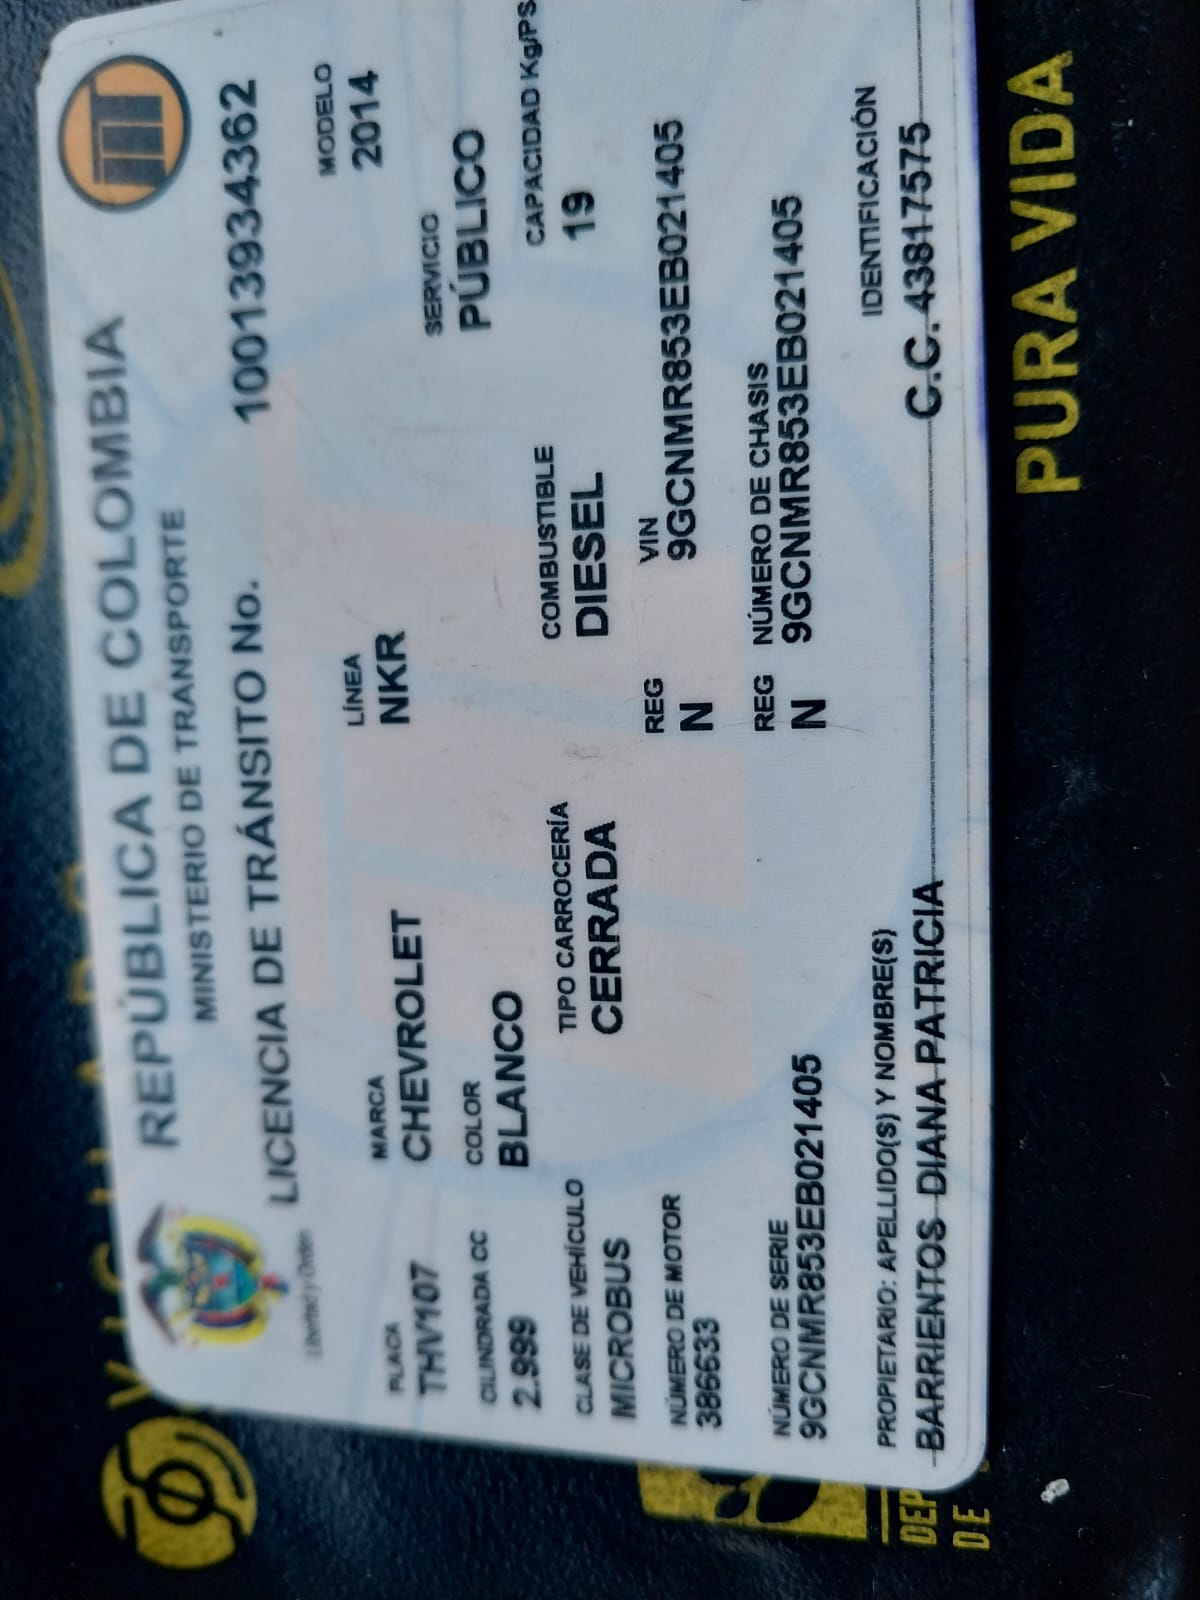 REPÚBLICA DE COLOMBIA
MINISTERIO DE TRANSPORTE
LICENCIA DE TRÁNSITO No. 10013934362
Libertad y Orden
PLACA MARCA LÍNEA MODELO
THV107 CHEVROLET NKR 2014
CILINDRADA CC COLOR SERVICIO
2.999 BLANCO PÚBLICO
CLASE DE VEHÍCULO TIPO CARROCERÍA COMBUSTIBLE CAPACIDAD Kg/PS
MICROBUS CERRADA DIESEL 19
NÚMERO DE MOTOR REG VIN
386633 N 9GCNMR853EB021405
NÚMERO DE SERIE REG NÚMERO DE CHASIS
9GCNMR853EB021405 N 9GCNMR853EB021405
PROPIETARIO: APELLIDO(S) Y NOMBRE(S) IDENTIFICACIÓN
BARRIENTOS DIANA PATRICIA C.C. 43817575
DE
PURA VIDA